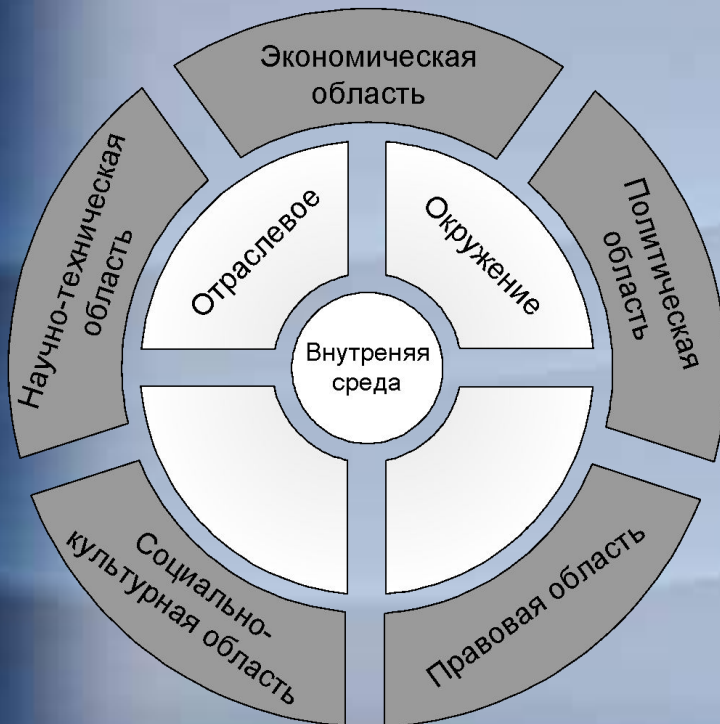 Экономическая
область
Научно-техническая
область
Политическая
область
Отраслевое
Окружение
Внутреняя
среда
Социально-
культурная область
Правовая область